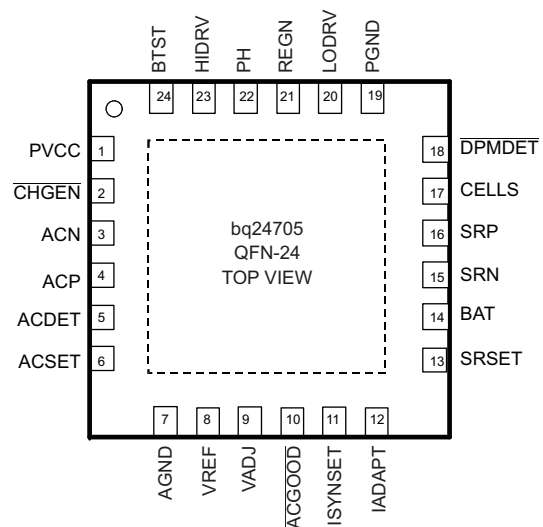 BTST
HIDRV
PH
REGN
LODRV
PGND
24
23
22
21
20
19
PVCC 1
CHGEN 2
ACN 3
ACP 4
ACDET 5
ACSET 6
bq24705
QFN-24
TOP VIEW
18 DPMDET
17 CELLS
16 SRP
15 SRN
14 BAT
13 SRSET
7
8
9
10
11
12
AGND
VREF
VADJ
ACGOOD
ISYNSET
IADAPT